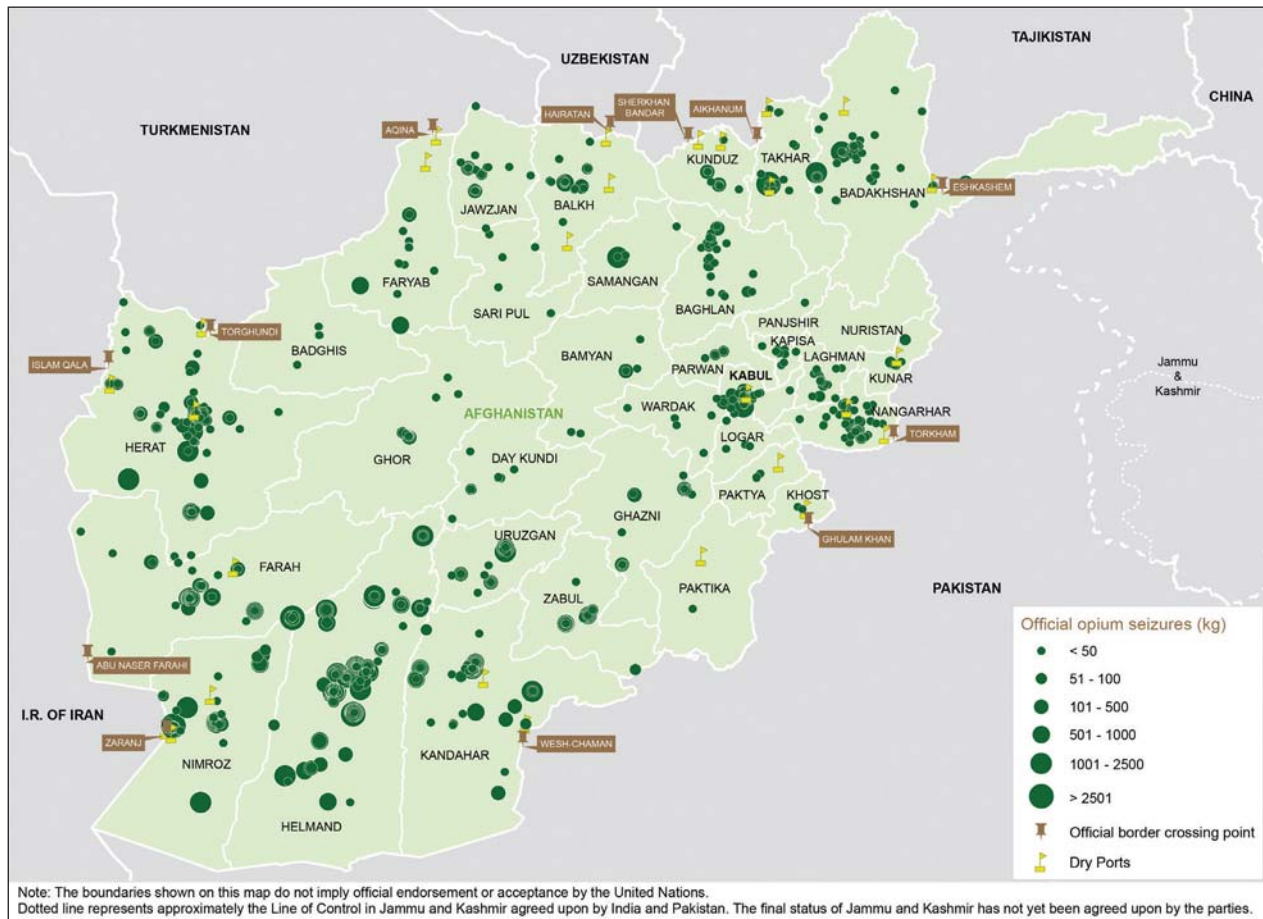 TAJIKISTAN
UZBEKISTAN
CHINA
TURKMENISTAN
SHERKHAN
BANDAR
AIKHANUM
HAIRATAN
AQINA
KUNDUZ
TAKHAR
BADAKHSHAN
ESHKASHEM
JAWZJAN
BALKH
FARYAB
SAMANGAN
SARI PUL
BAGHLAN
PANJSHIR
NURISTAN
TORGHUNDI
BADGHIS
KAPISA
BAMYAN
LAGHMAN
ISLAM QALA
PARWAN
KABUL
KUNAR
Jammu
&
Kashmir
WARDAK
AFGHANISTAN
NANGARHAR
TORKHAM
HERAT
LOGAR
GHOR
DAY KUNDI
PAKTYA
KHOST
GHAZNI
GHULAM KHAN
URUZGAN
FARAH
PAKTIKA
PAKISTAN
ZABUL
Official opium seizures (kg)
< 50
51 - 100
101 - 500
501 - 1000
1001 - 2500
> 2501
Official border crossing point
Dry Ports
ABU NASER FARAHI
I.R. OF IRAN
ZARANJ
NIMROZ
KANDAHAR
WESH-CHAMAN
HELMAND
Note: The boundaries shown on this map do not imply official endorsement or acceptance by the United Nations.
Dotted line represents approximately the Line of Control in Jammu and Kashmir agreed upon by India and Pakistan. The final status of Jammu and Kashmir has not yet been agreed upon by the parties.